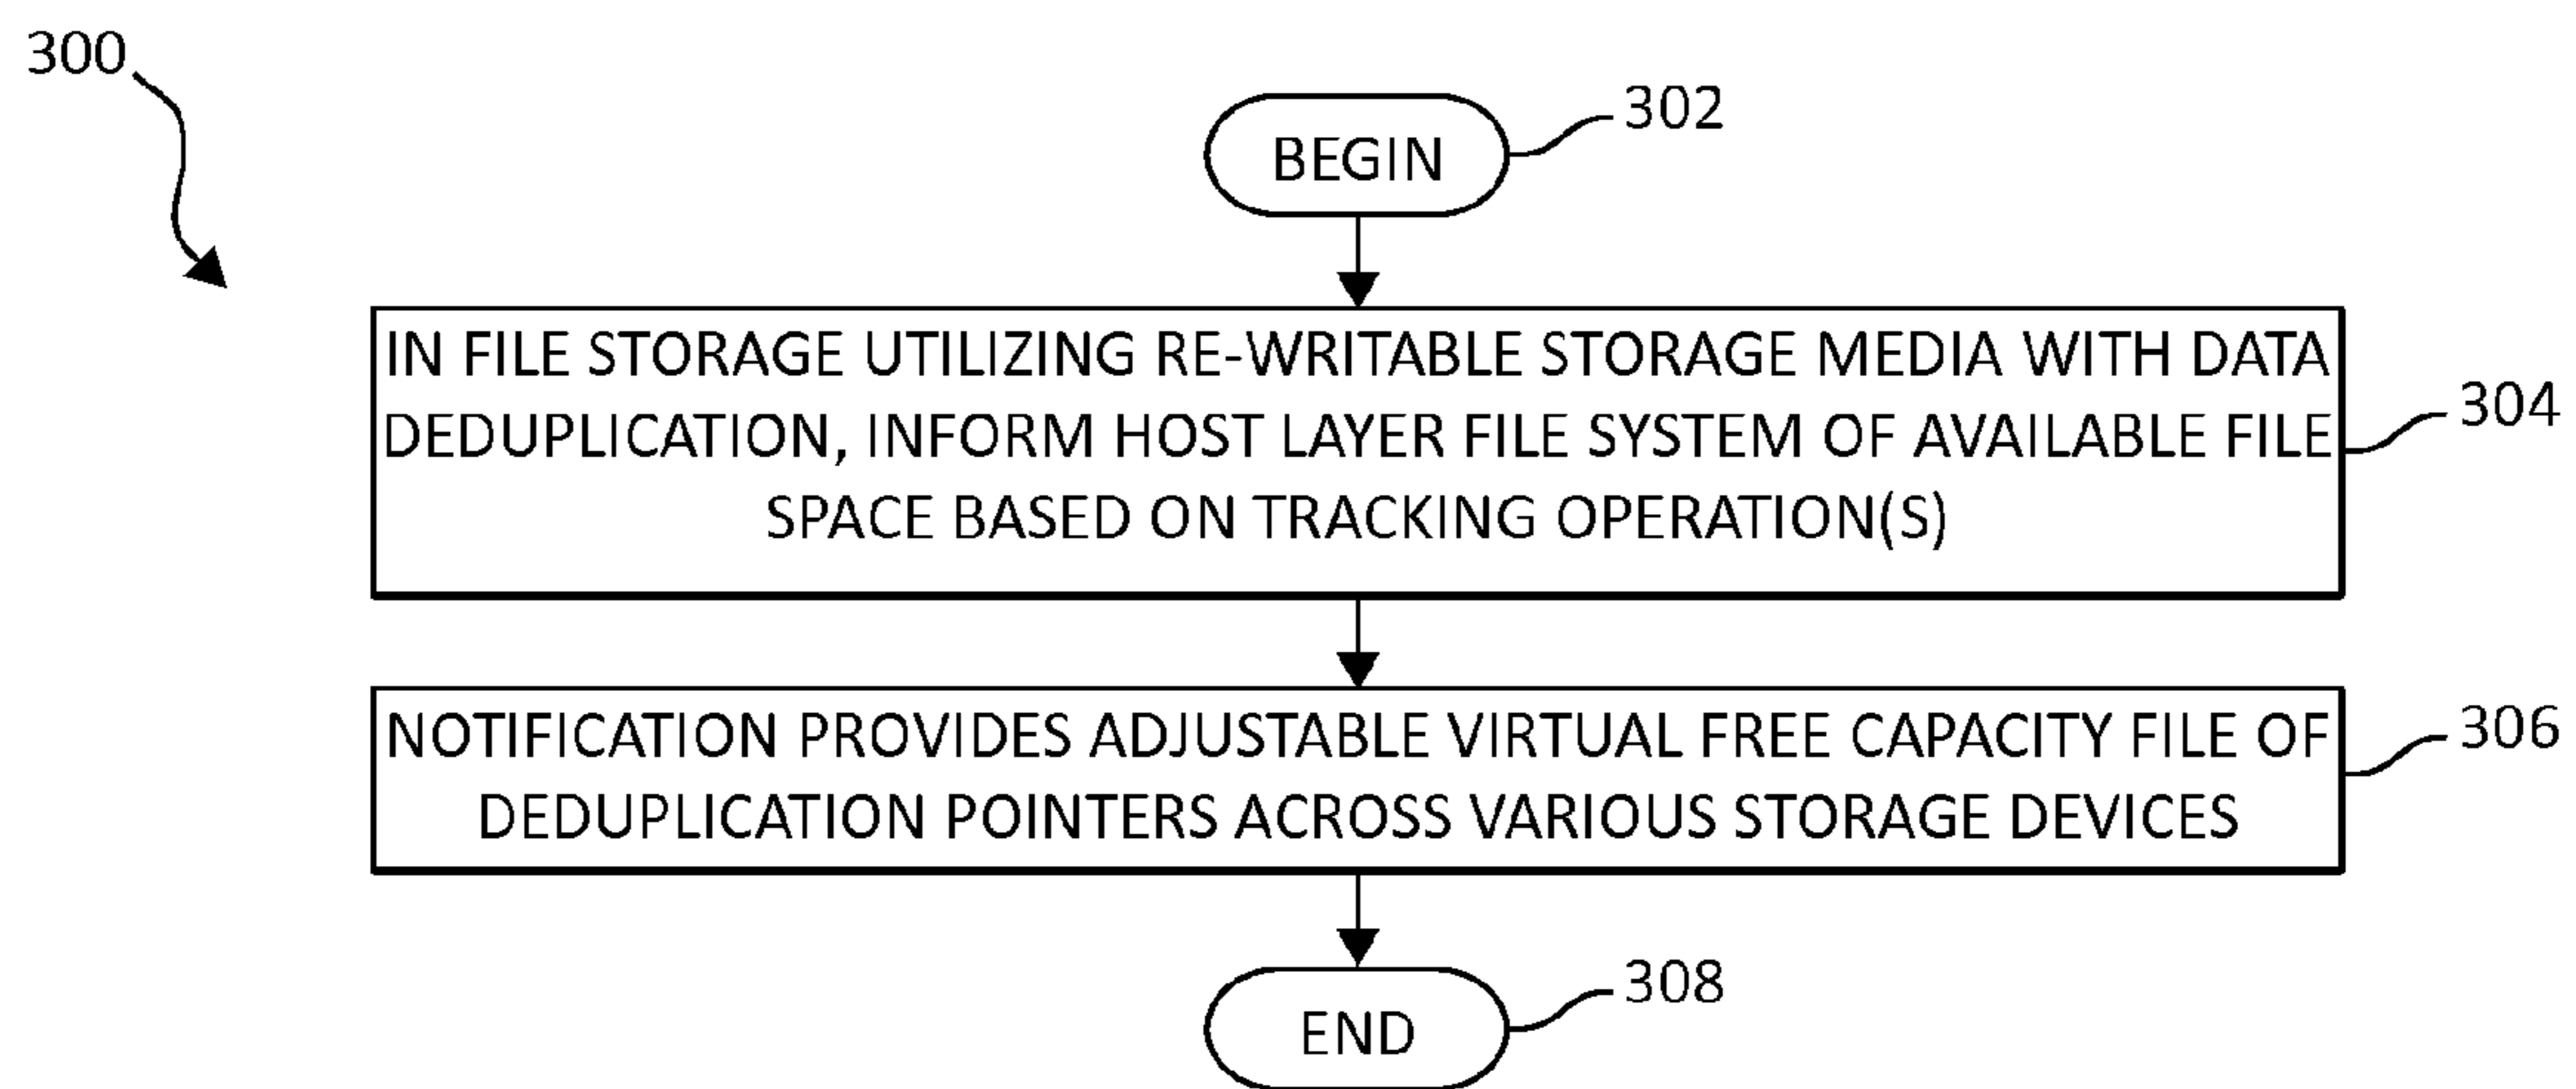 300
BEGIN
302
IN FILE STORAGE UTILIZING RE-WRITABLE STORAGE MEDIA WITH DATA
DEDUPLICATION, INFORM HOST LAYER FILE SYSTEM OF AVAILABLE FILE
SPACE BASED ON TRACKING OPERATION(S)
304
NOTIFICATION PROVIDES ADJUSTABLE VIRTUAL FREE CAPACITY FILE OF
DEDUPLICATION POINTERS ACROSS VARIOUS STORAGE DEVICES
306
END
308